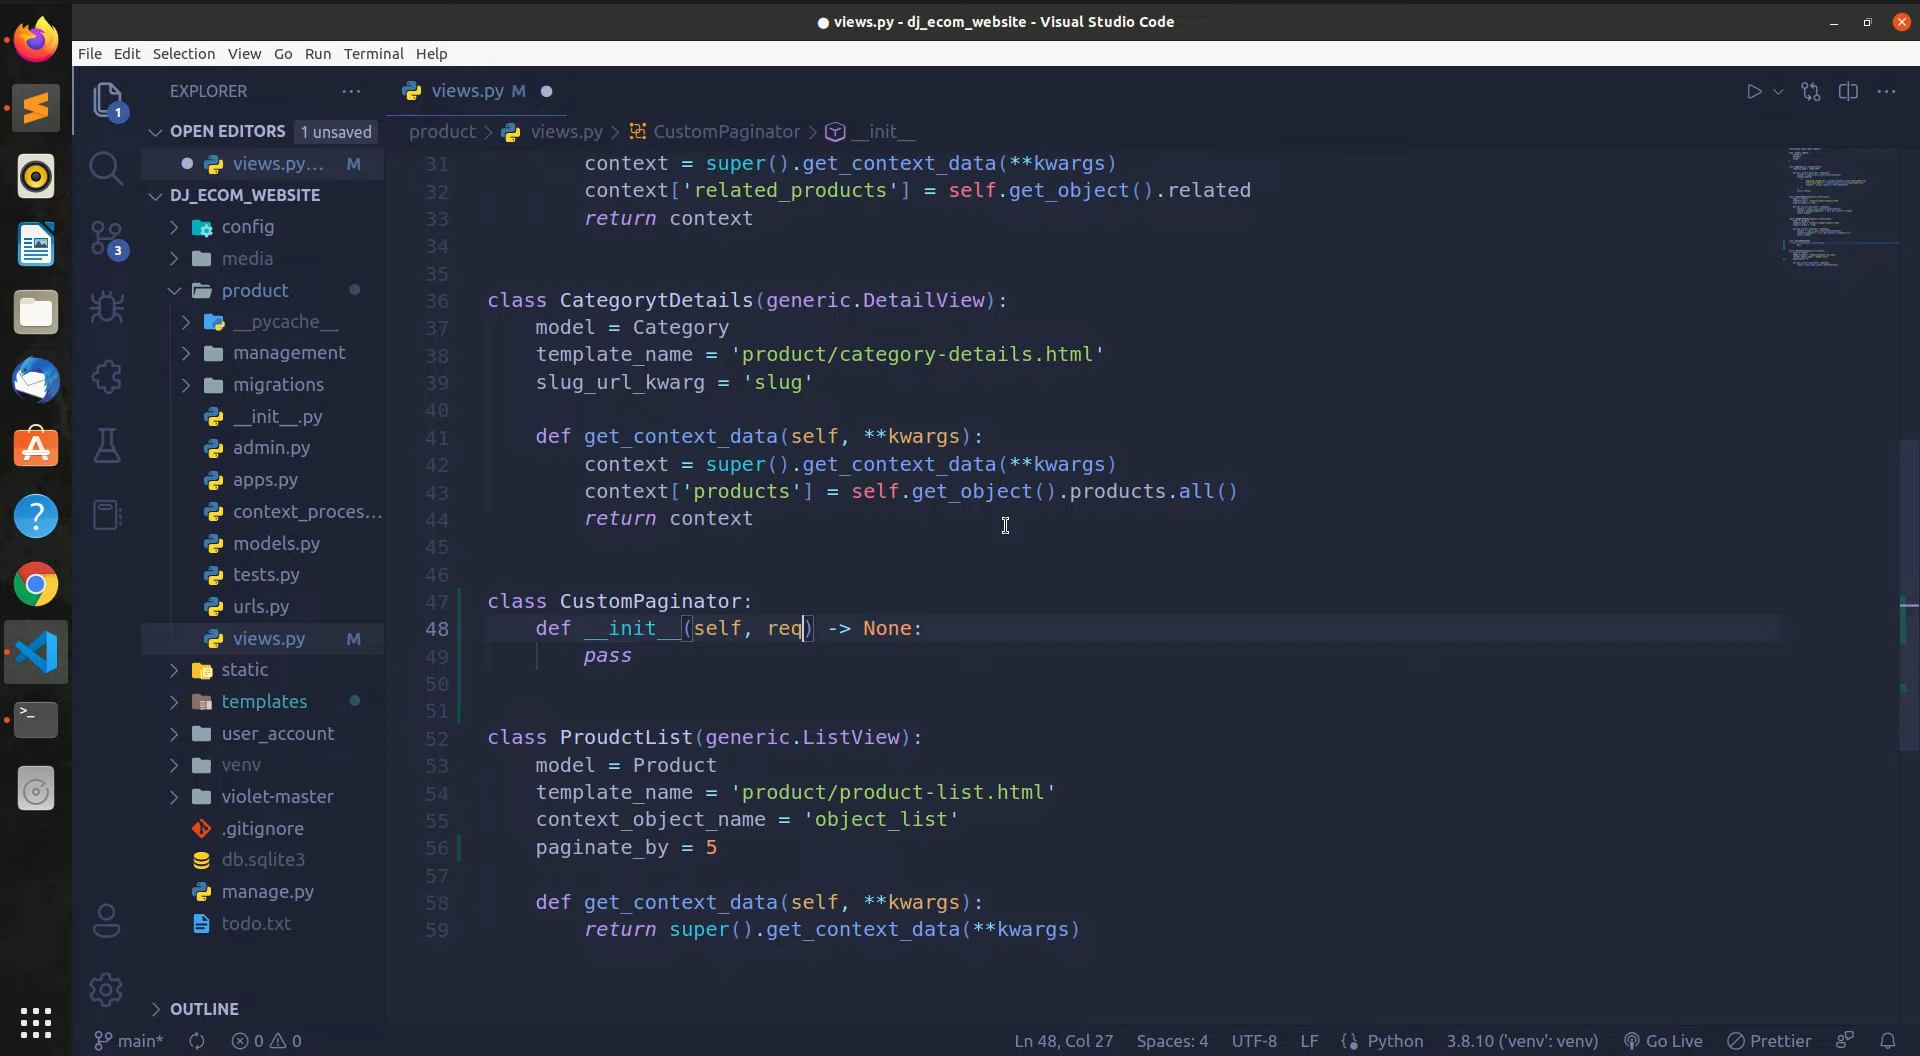 views.py - dj_ecom_website - Visual Studio Code
File Edit Selection View Go Run Terminal Help
EXPLORER
views.py M
OPEN EDITORS 1 unsaved
product > views.py > CustomPaginator > __init__
views.py... M
DJ_ECOM_WEBSITE
config
media
product
__pycache__
management
migrations
__init__.py
admin.py
apps.py
context_proces...
models.py
tests.py
urls.py
views.py M
static
templates
user_account
venv
violet-master
.gitignore
db.sqlite3
manage.py
todo.txt
OUTLINE
1
3
31 context = super().get_context_data(**kwargs)
32 context['related_products'] = self.get_object().related
33 return context
34
35
36 class CategorytDetails(generic.DetailView):
37 model = Category
38 template_name = 'product/category-details.html'
39 slug_url_kwarg = 'slug'
40
41 def get_context_data(self, **kwargs):
42 context = super().get_context_data(**kwargs)
43 context['products'] = self.get_object().products.all()
44 return context
45
46
47 class CustomPaginator:
48 def __init__(self, req) -> None:
49 pass
50
51
52 class ProudctList(generic.ListView):
53 model = Product
54 template_name = 'product/product-list.html'
55 context_object_name = 'object_list'
56 paginate_by = 5
57
58 def get_context_data(self, **kwargs):
59 return super().get_context_data(**kwargs)
main* 0 0 Ln 48, Col 27 Spaces: 4 UTF-8 LF Python 3.8.10 ('venv': venv) Go Live Prettier